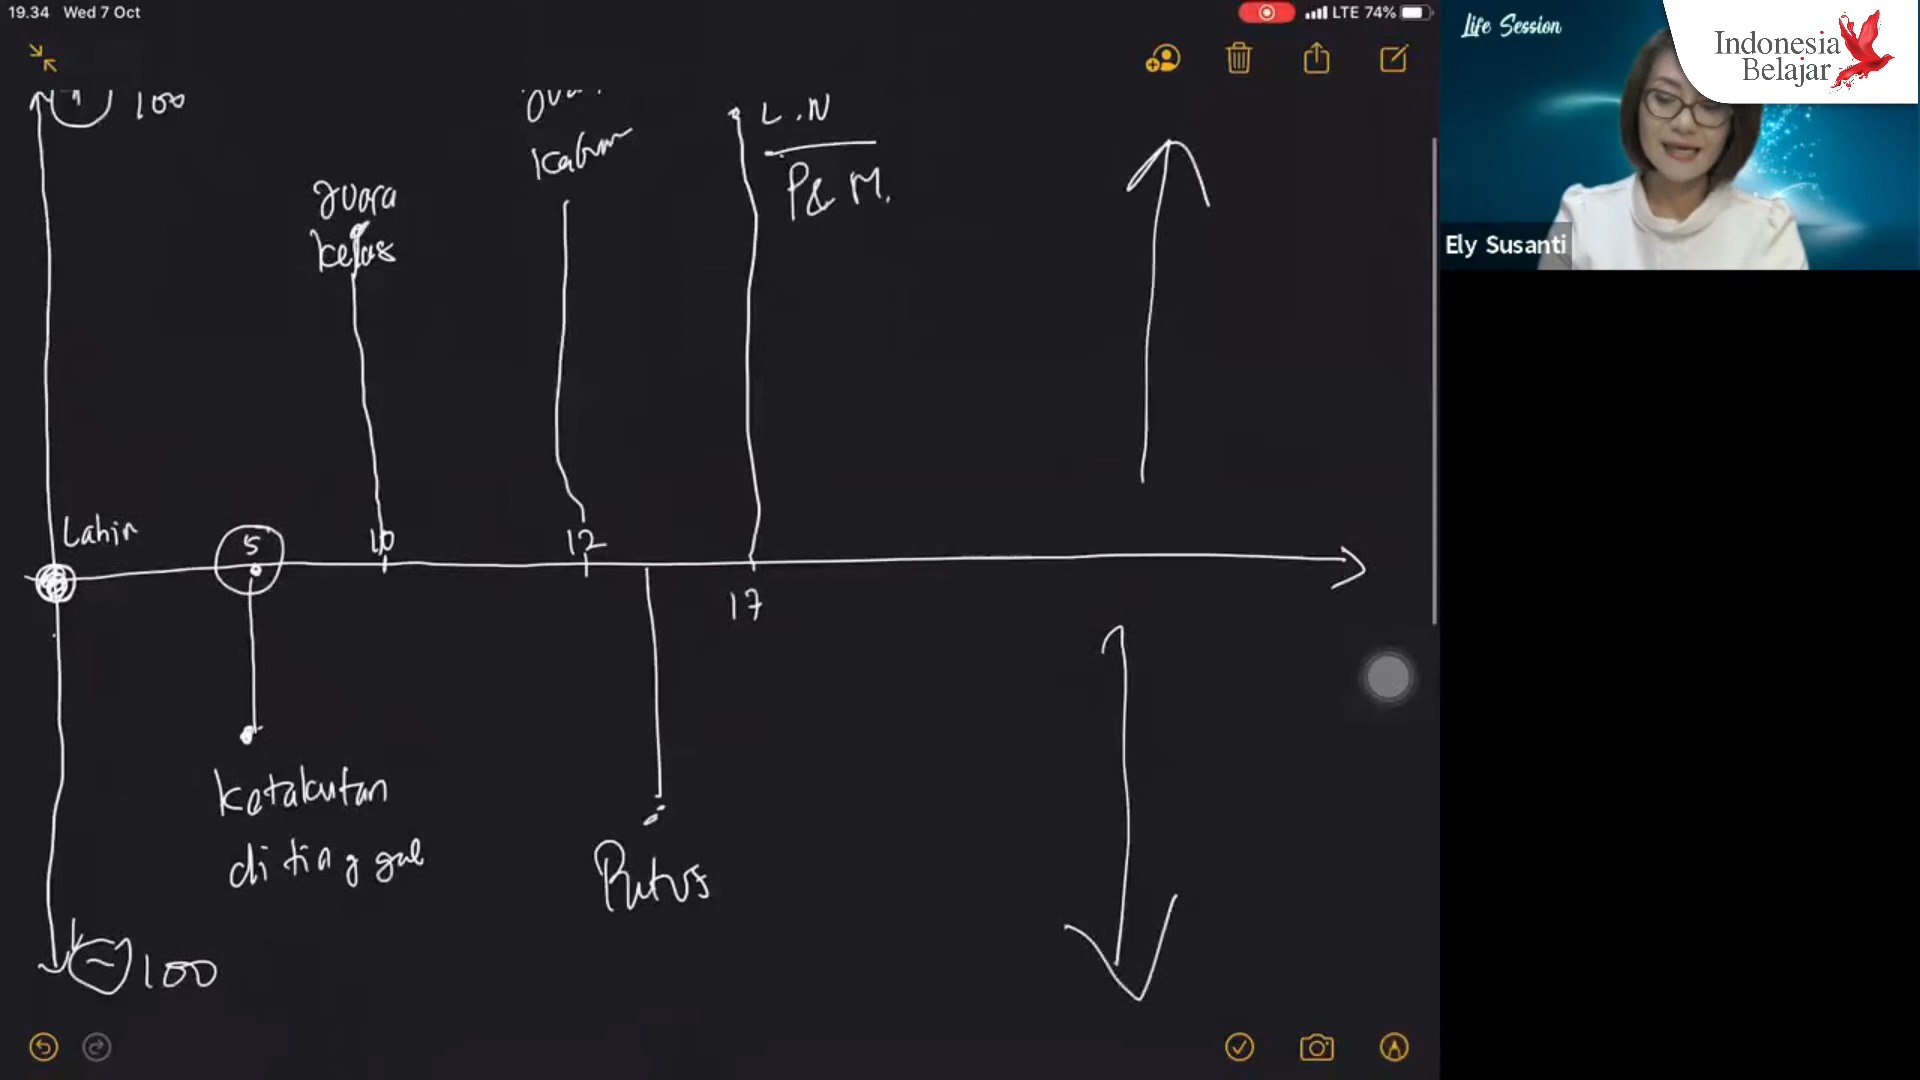 19.34 Wed 7 Oct
LTE 74%
Life Session
Indonesia
Belajar
Ely Susanti
+ 100
L.N
P& M.
Juara
kelas
Lahir
5
10
12
17
Ketakutan
ditinggal
Putus
- 100